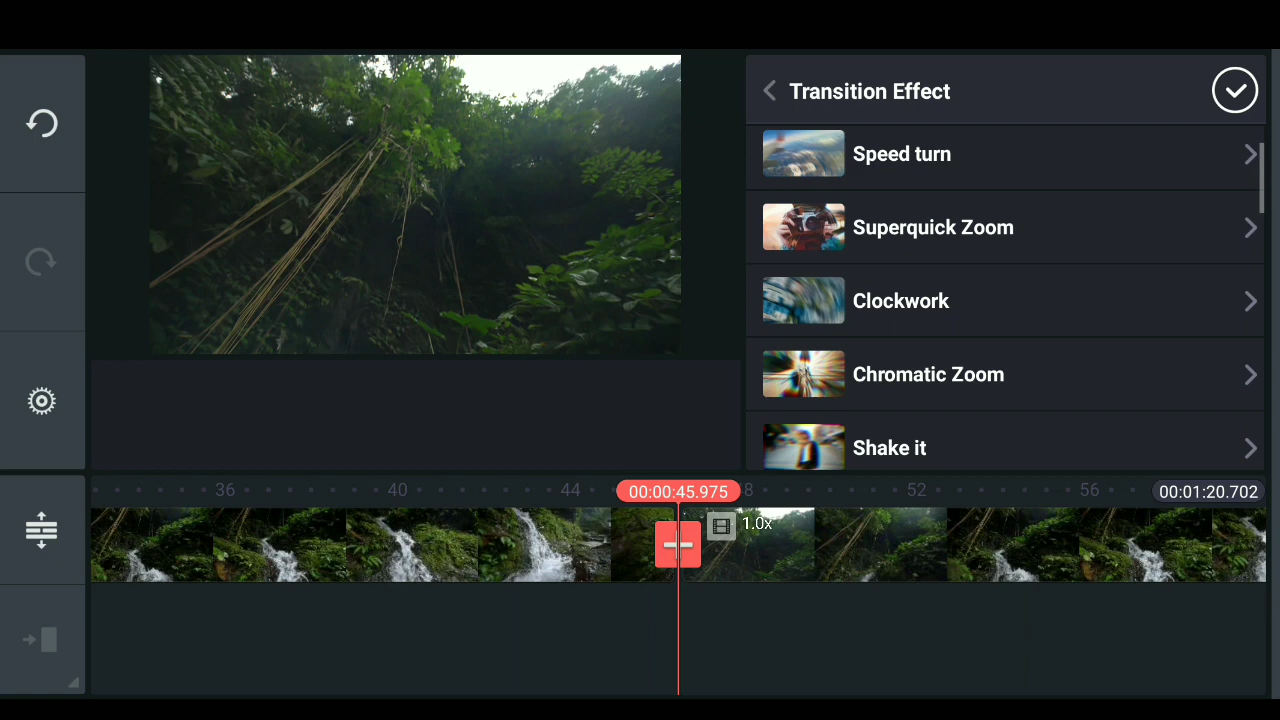 Transition Effect
Speed turn
Superquick Zoom
Clockwork
Chromatic Zoom
Shake it
36
40
44
00:00:45.975
8
52
56
00:01:20.702
1.0x